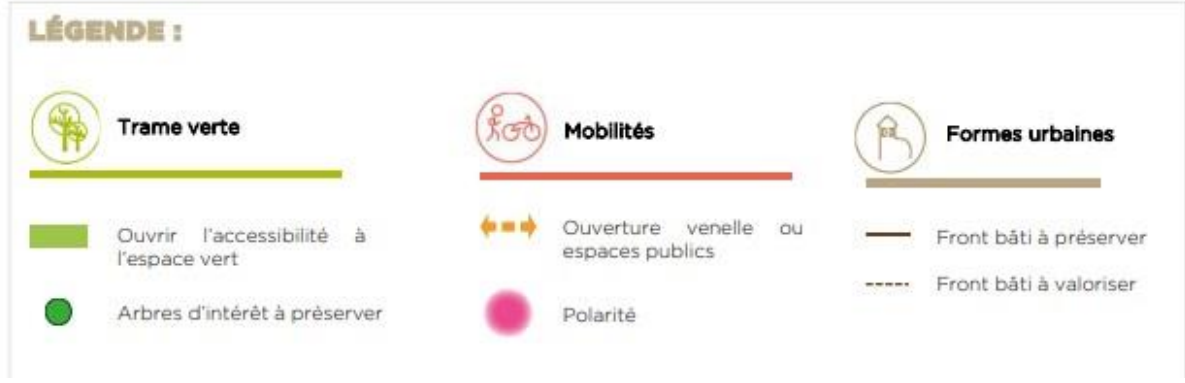 LÉGENDE :
Trame verte
Ouvrir l'accessibilité à
l'espace vert
Arbres d'intérêt à préserver
Mobilités
Ouverture venelle ou
espaces publics
Polarité
Formes urbaines
Front bâti à préserver
Front bâti à valoriser